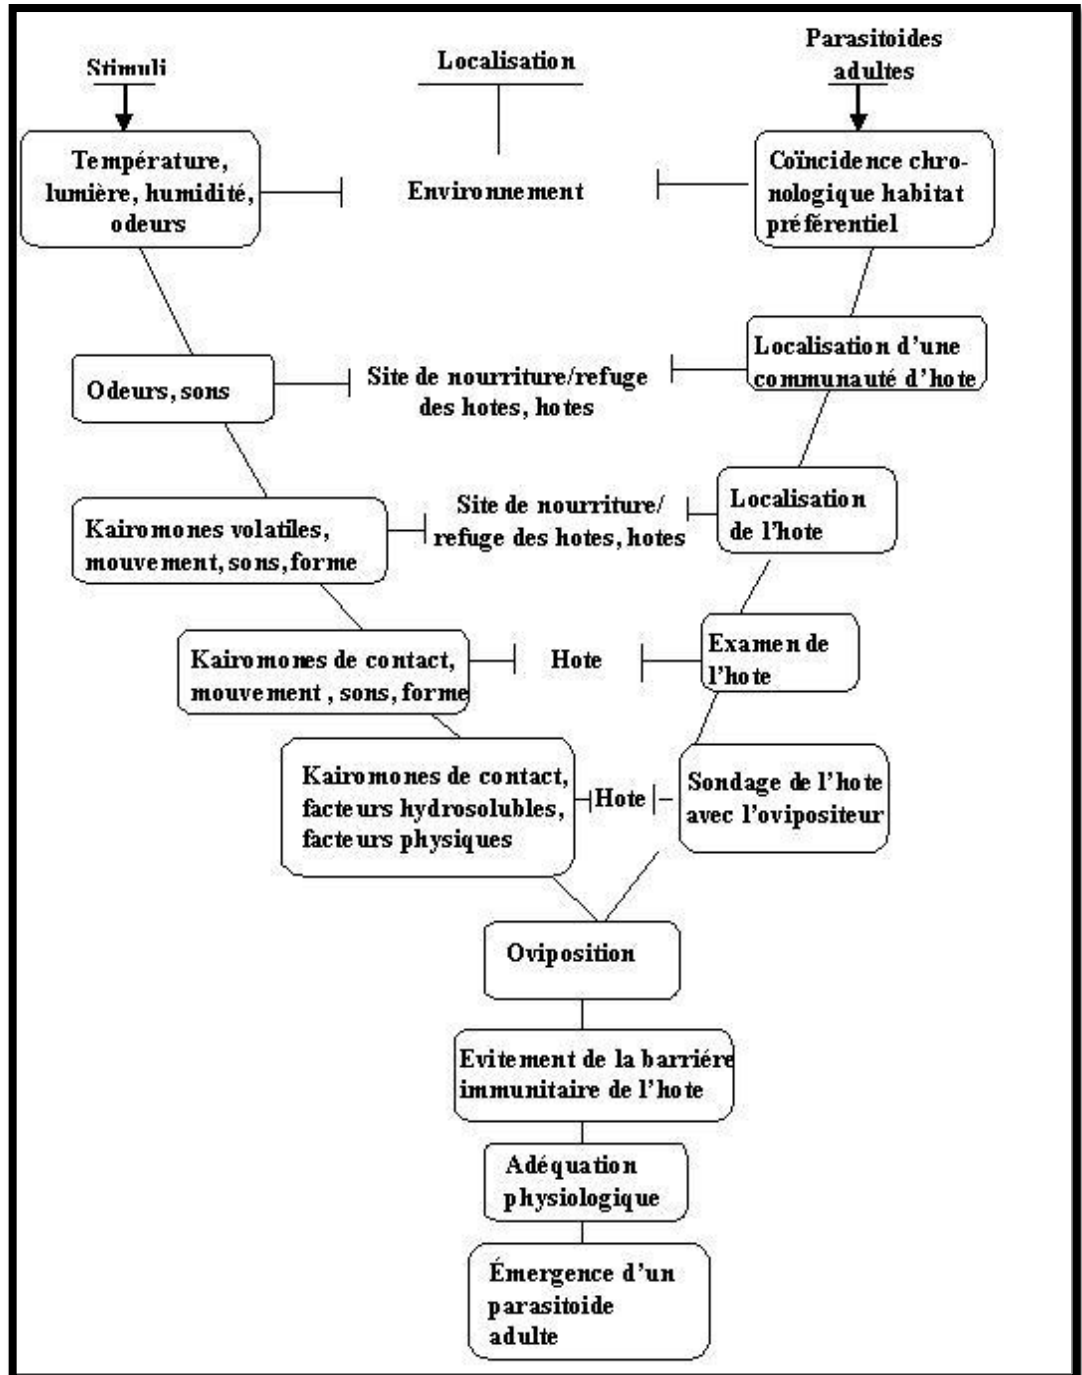 Stimuli
Localisation
Parasitoides
adultes
Température,
lumière, humidité,
odeurs
Environnement
Coïncidence chro-
nologique habitat
préférentiel
Odeurs, sons
Site de nourriture/refuge
des hotes, hotes
Localisation d'une
communauté d'hote
Kairomones volatiles,
mouvement, sons, forme
Site de nourriture/
refuge des hotes, hotes
Localisation
de l'hote
Kairomones de contact,
mouvement , sons, forme
Hote
Examen de
l'hote
Kairomones de contact,
facteurs hydrosolubles,
facteurs physiques
Hote
Sondage de l'hote
avec l'ovipositeur
Oviposition
Evitement de la barriére
immunitaire de l'hote
Adéquation
physiologique
Émergence d'un
parasitoide
adulte